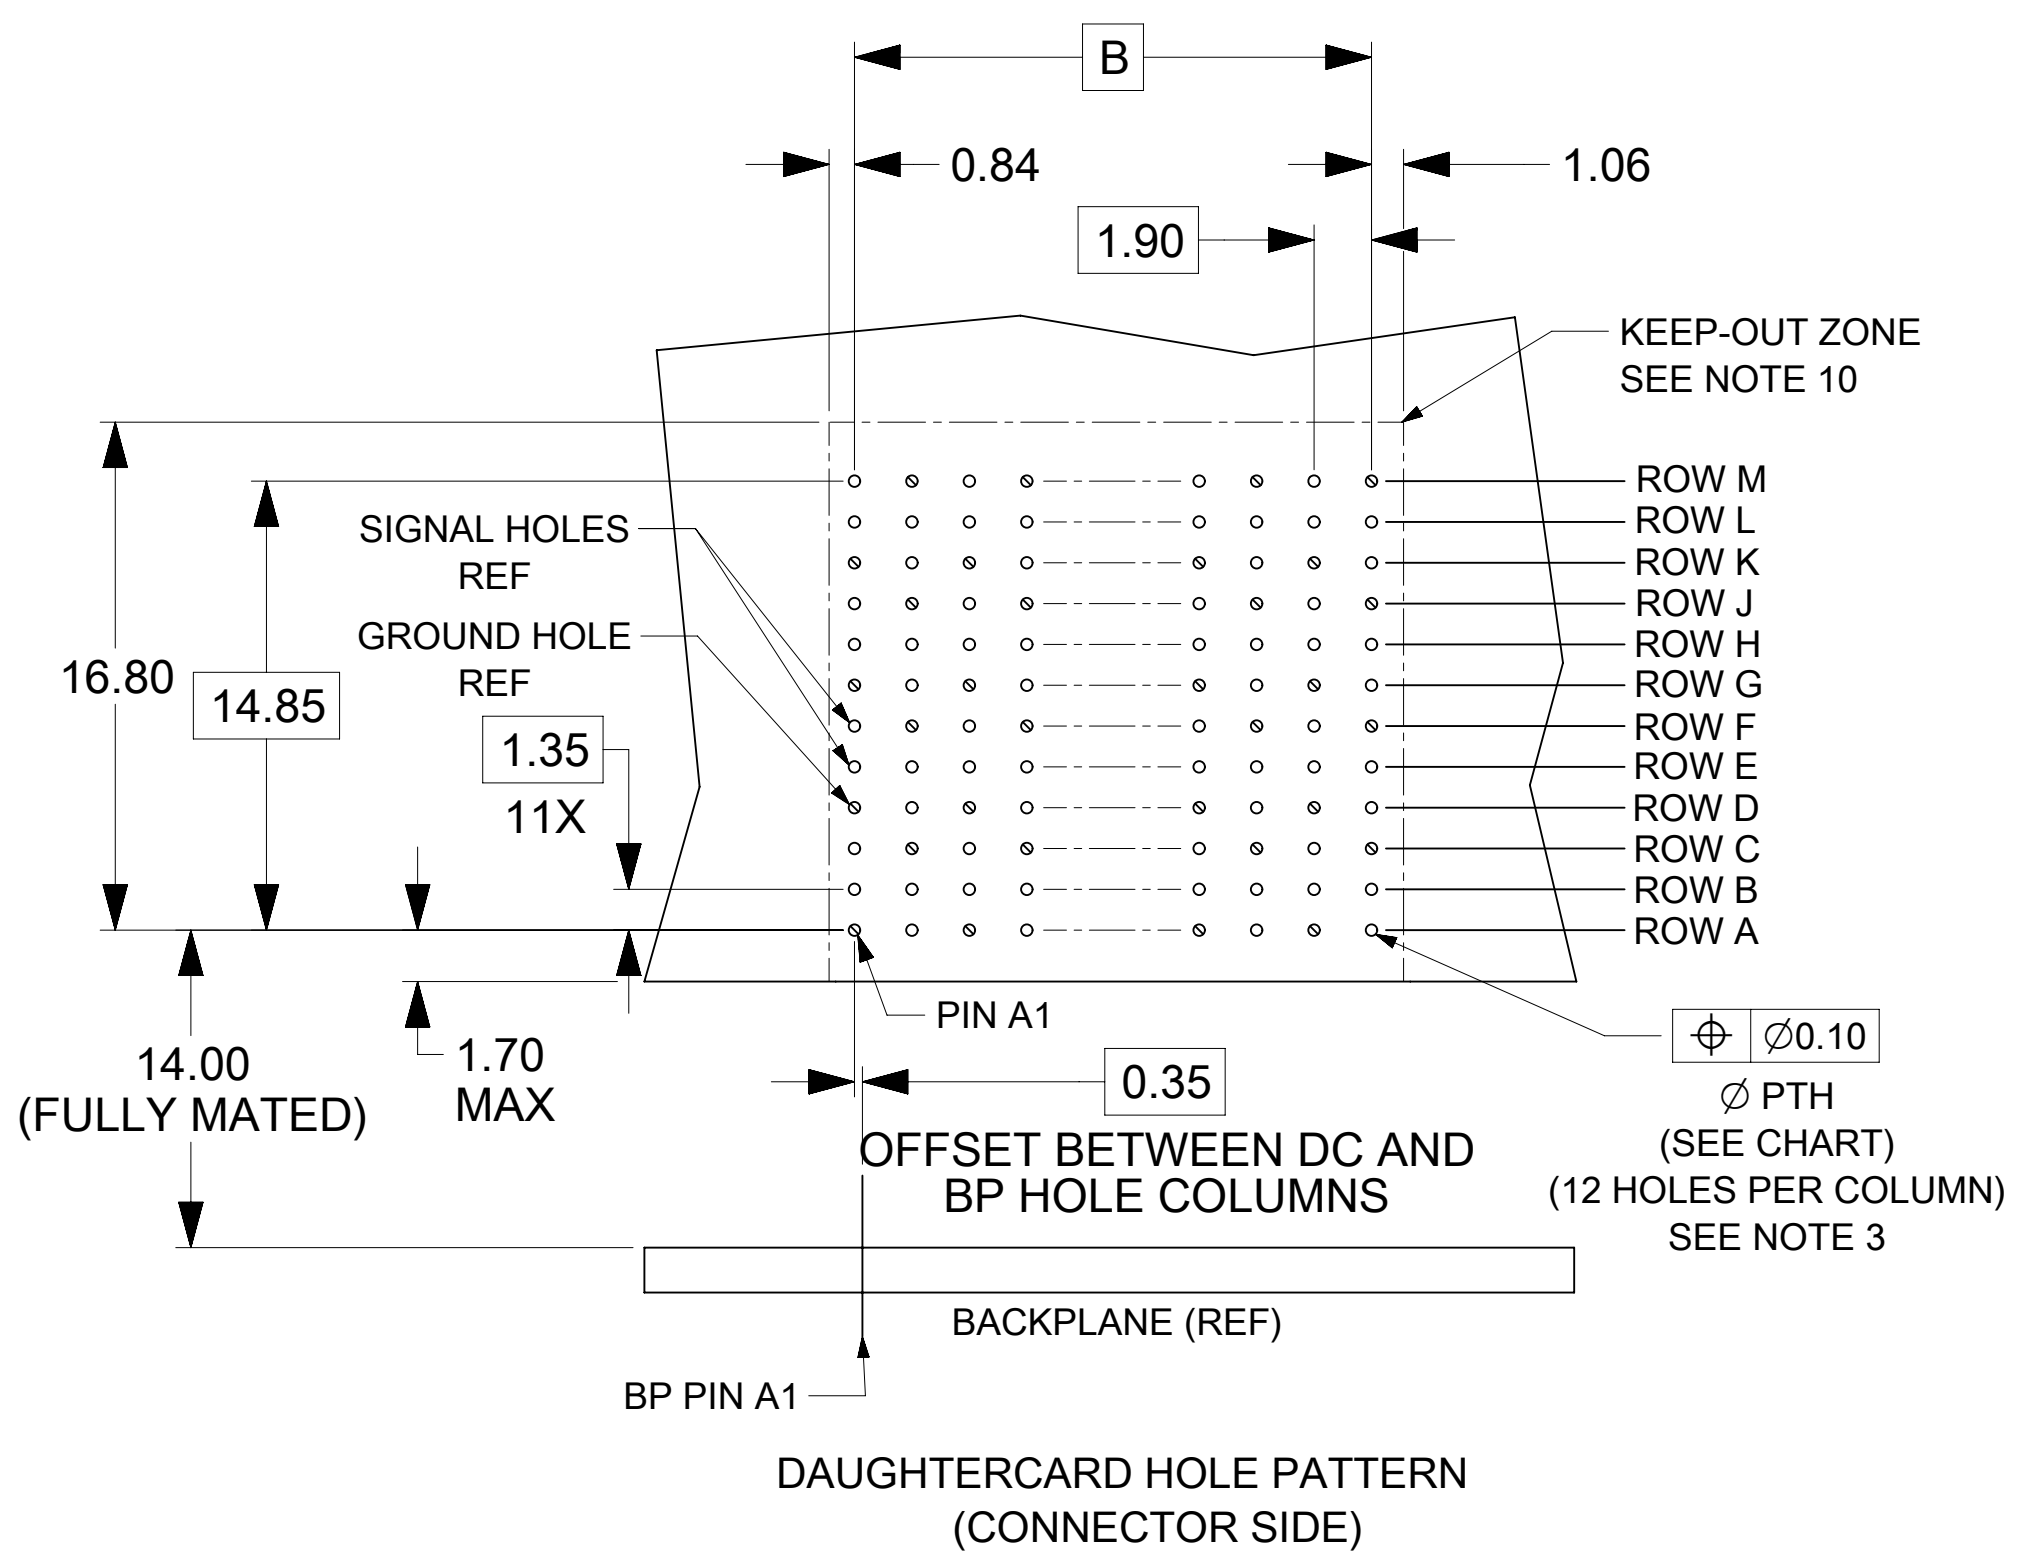 B
0.84
1.06
1.90
KEEP-OUT ZONE
SEE NOTE 10
ROW M
ROW L
ROW K
ROW J
ROW H
ROW G
ROW F
ROW E
ROW D
ROW C
ROW B
ROW A
SIGNAL HOLES
REF
GROUND HOLE
REF
16.80
14.85
1.35
11X
PIN A1
14.00
(FULLY MATED)
1.70
MAX
0.35
OFFSET BETWEEN DC AND
BP HOLE COLUMNS
⌖ ∅0.10
∅ PTH
(SEE CHART)
(12 HOLES PER COLUMN)
SEE NOTE 3
BACKPLANE (REF)
BP PIN A1
DAUGHTERCARD HOLE PATTERN
(CONNECTOR SIDE)